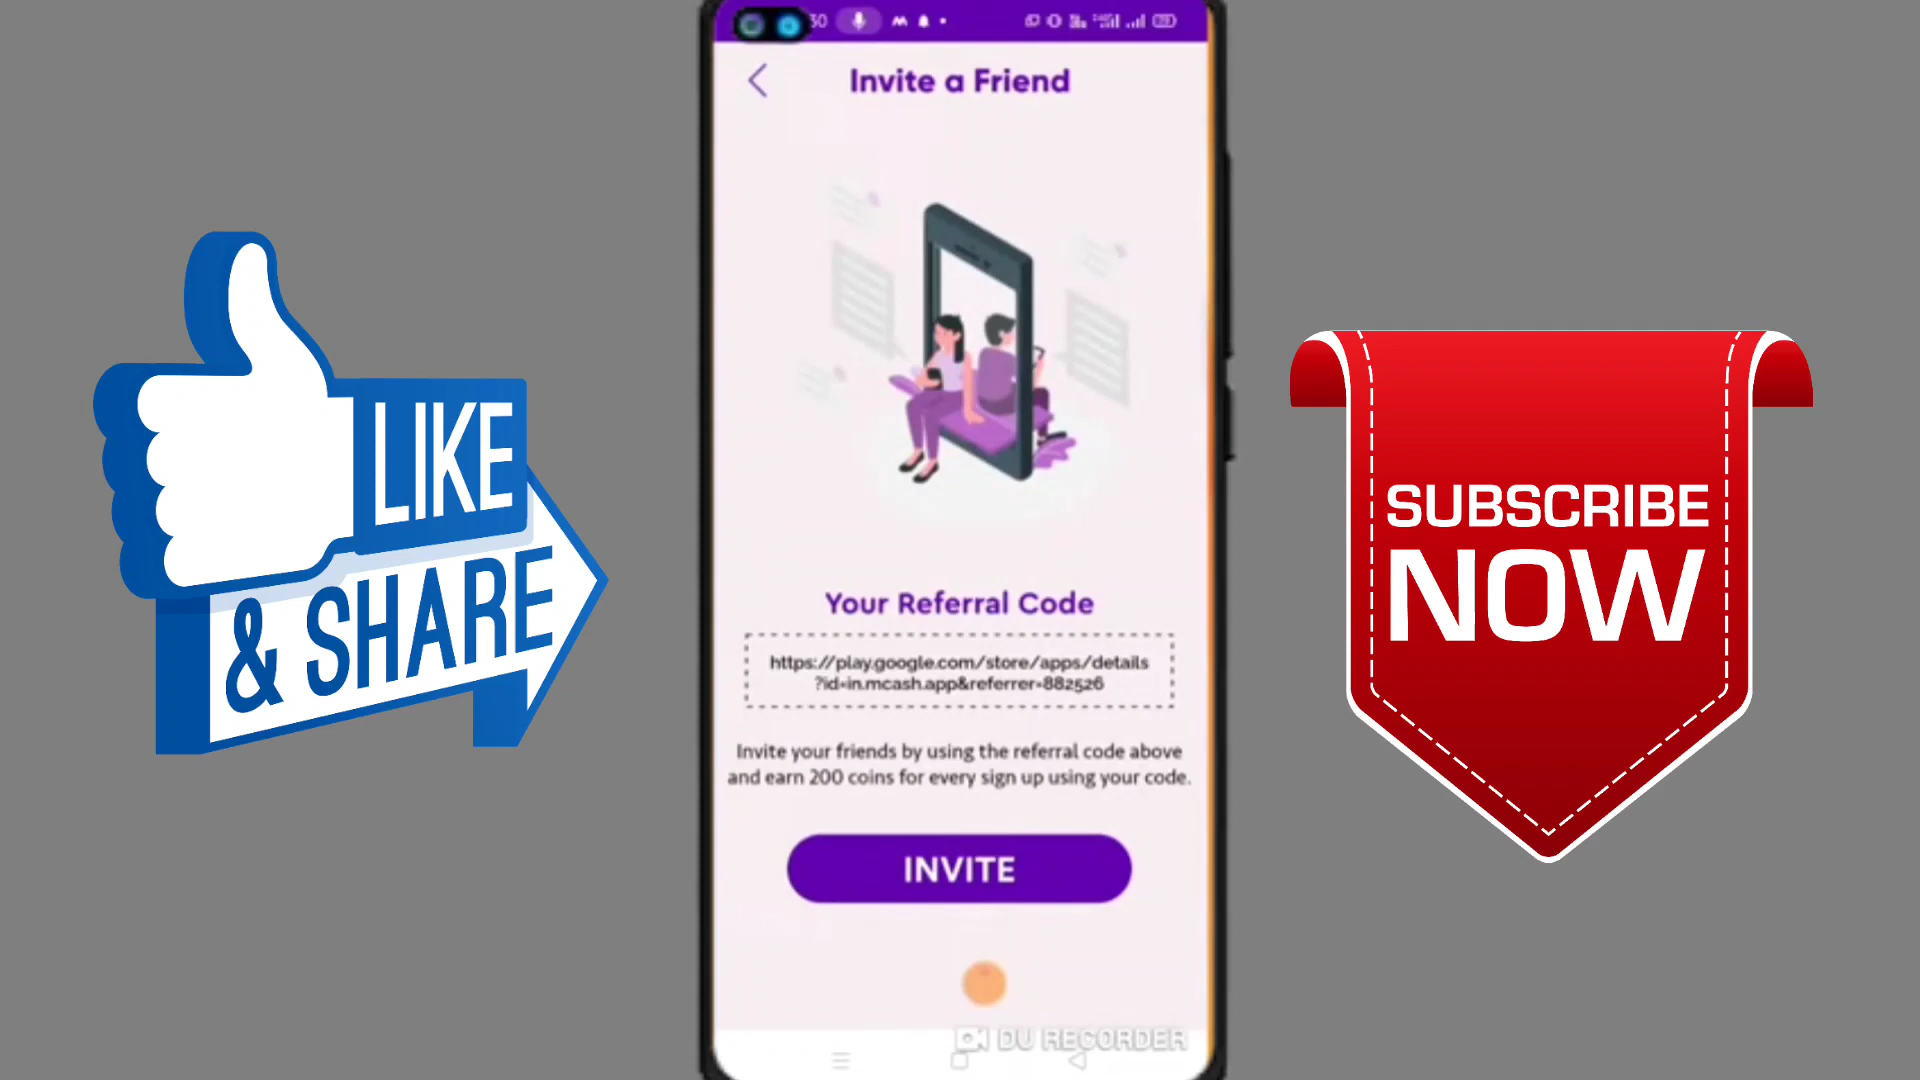 30
Invite a Friend
LIKE
& SHARE
SUBSCRIBE
NOW
Your Referral Code
https://play.google.com/store/apps/details
?id=in.mcash.app&referrer=882526
Invite your friends by using the referral code above
and earn 200 coins for every sign up using your code.
INVITE
DU RECORDER